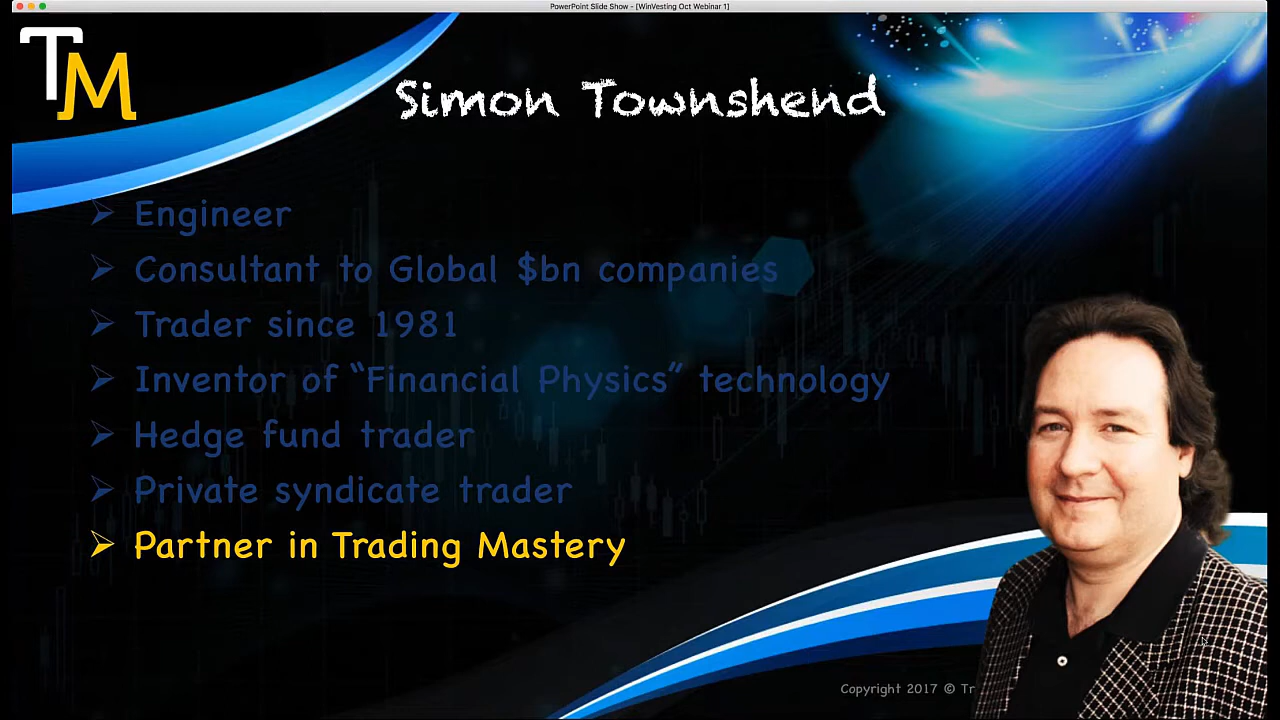 PowerPoint Slide Show - [WinVesting Oct Webinar 1]
TM
Simon Townshend
Engineer
Consultant to Global $bn companies
Trader since 1981
Inventor of “Financial Physics” technology
Hedge fund trader
Private syndicate trader
Partner in Trading Mastery
Copyright 2017 © Tr